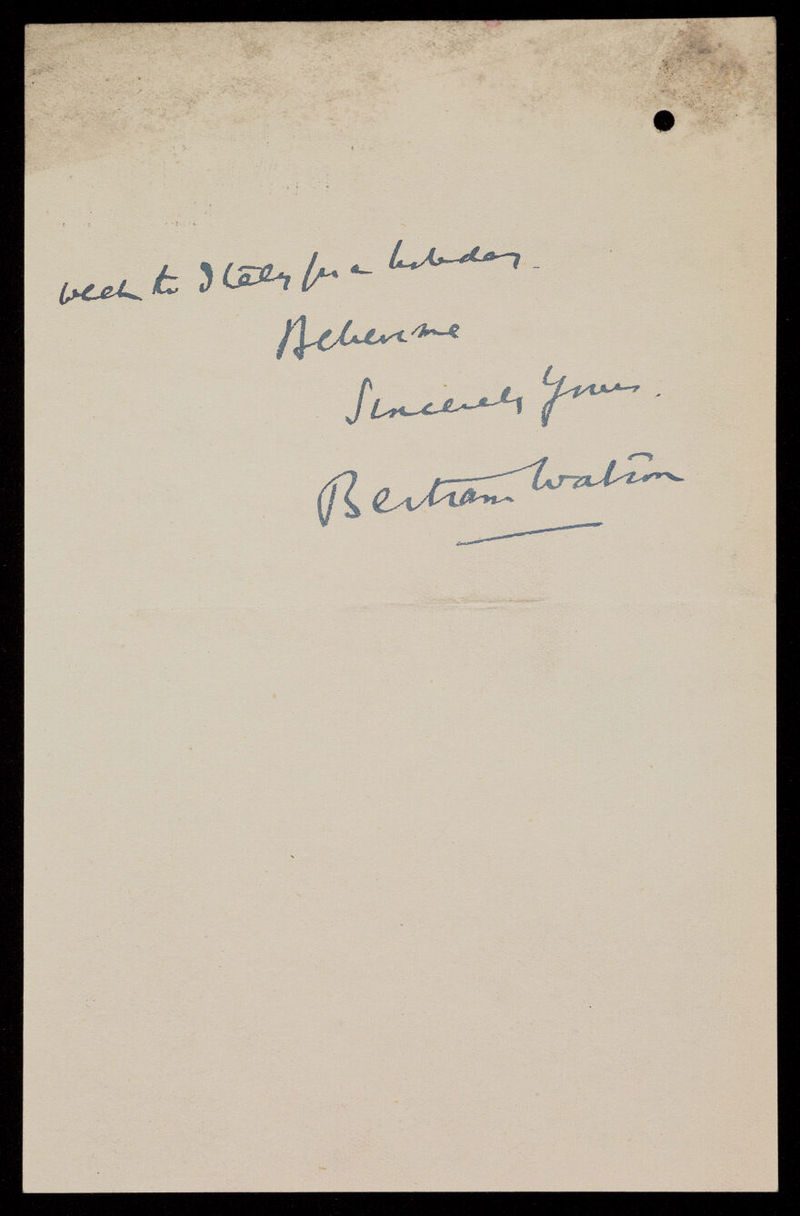 week to Italy for a holiday.
Believe me
Sincerely Yours.
Bertram Watson